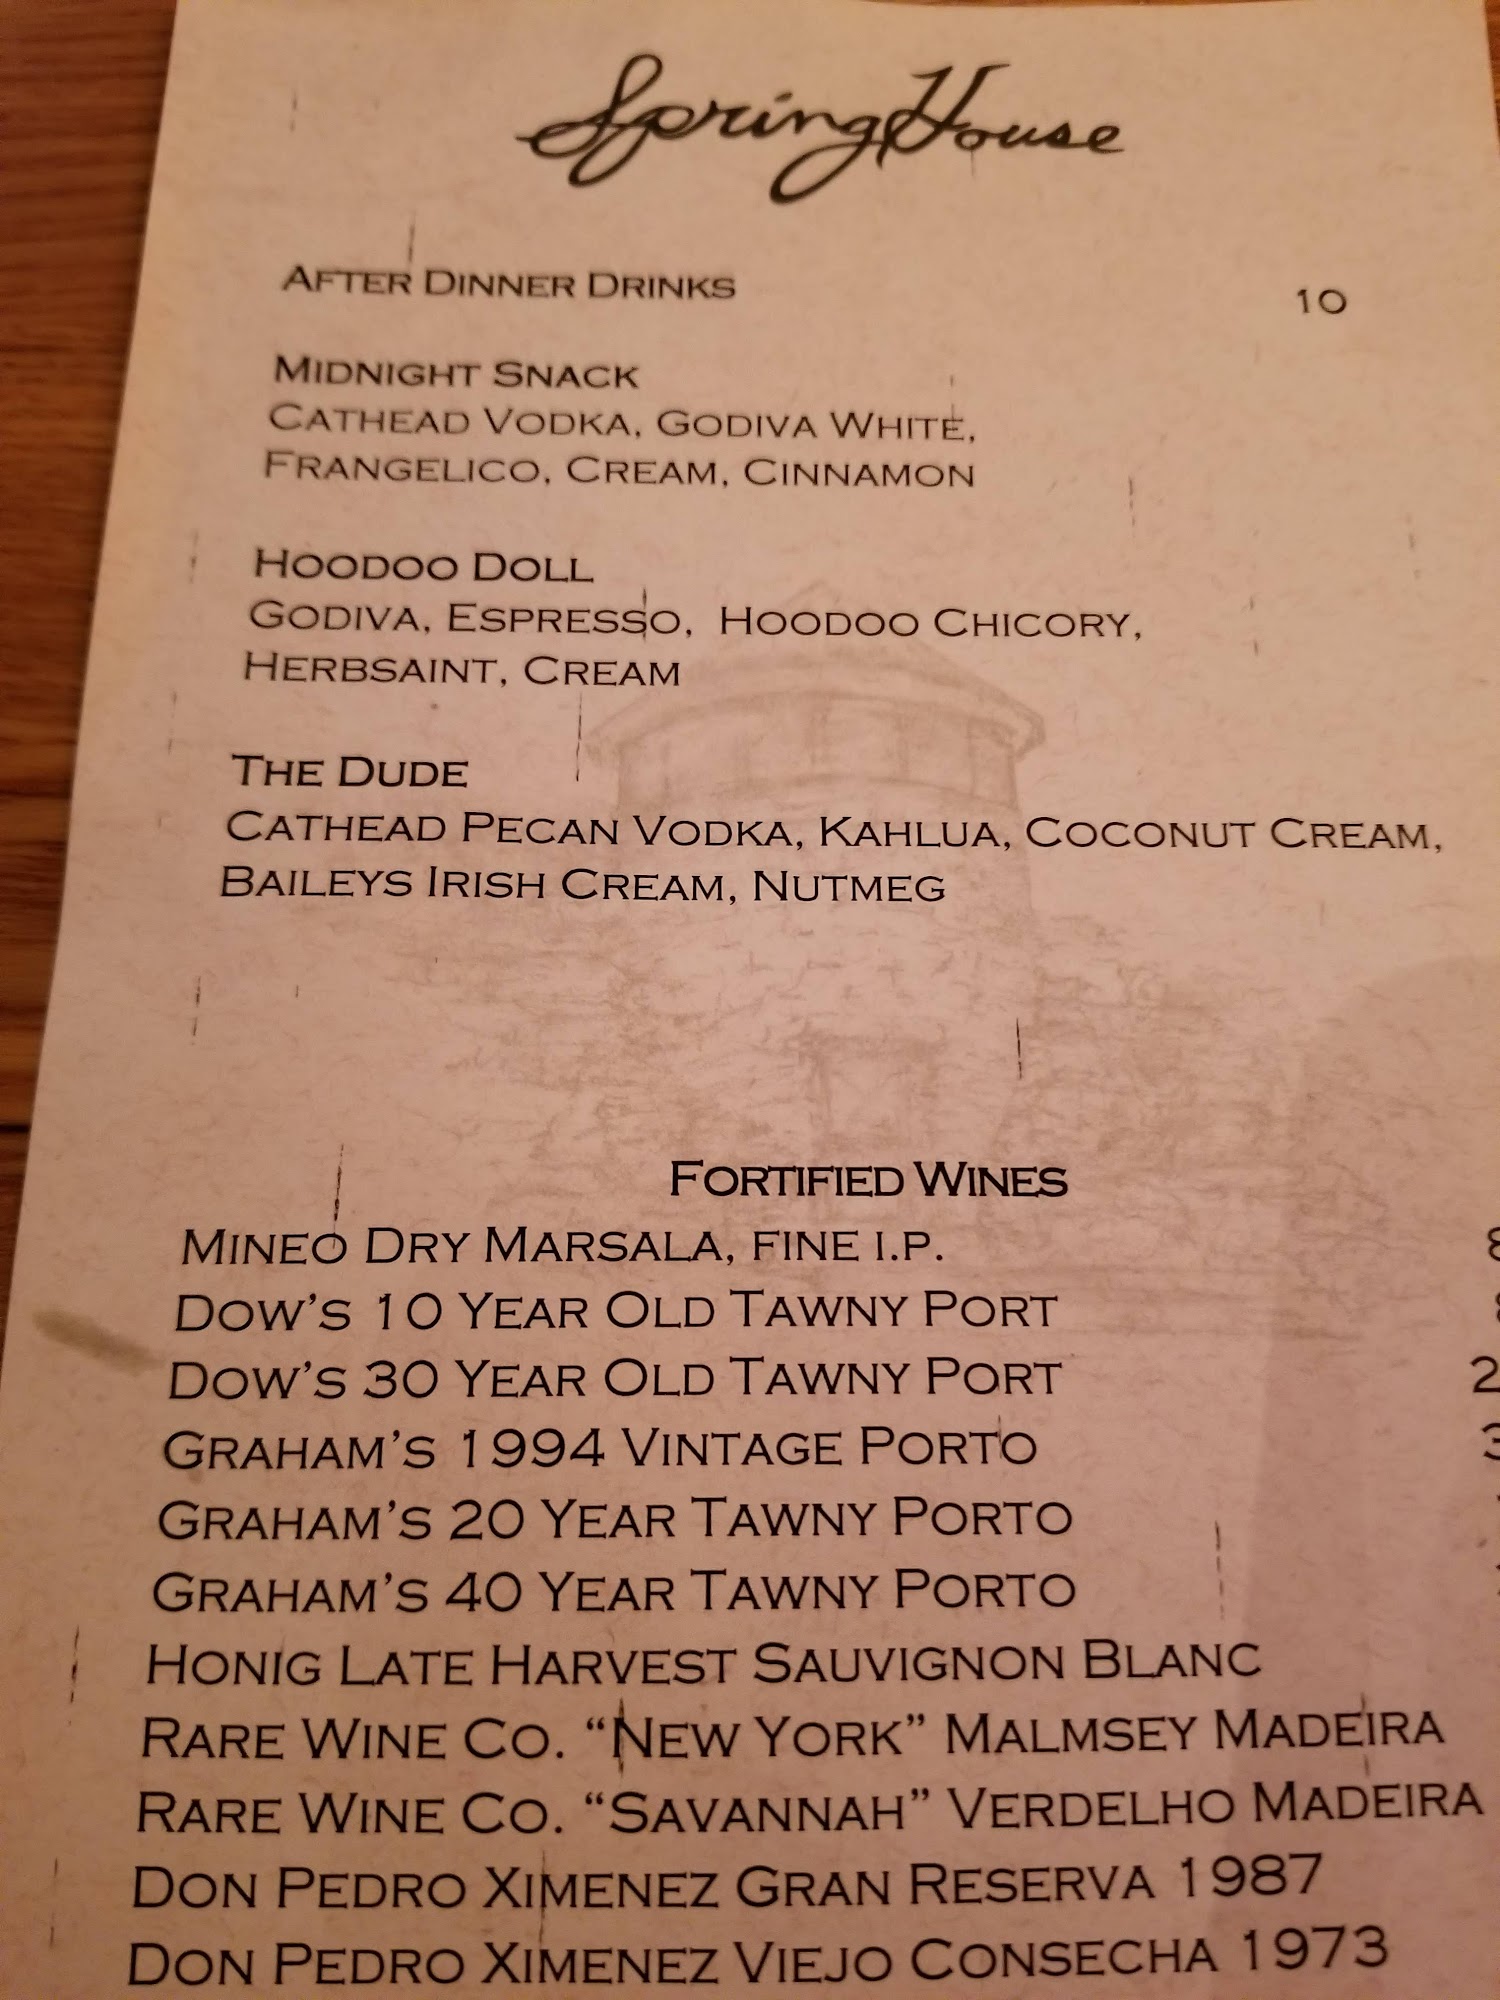 SpringHouse
After Dinner Drinks 10
Midnight Snack
Cathead Vodka, Godiva White,
Frangelico, Cream, Cinnamon
Hoodoo Doll
Godiva, Espresso, Hoodoo Chicory,
Herbsaint, Cream
The Dude
Cathead Pecan Vodka, Kahlua, Coconut Cream,
Baileys Irish Cream, Nutmeg
Fortified Wines
Mineo Dry Marsala, fine I.P.
Dow's 10 Year Old Tawny Port
Dow's 30 Year Old Tawny Port
Graham's 1994 Vintage Porto
Graham's 20 Year Tawny Porto
Graham's 40 Year Tawny Porto
Honig Late Harvest Sauvignon Blanc
Rare Wine Co. “New York” Malmsey Madeira
Rare Wine Co. “Savannah” Verdelho Madeira
Don Pedro Ximenez Gran Reserva 1987
Don Pedro Ximenez Viejo Consecha 1973